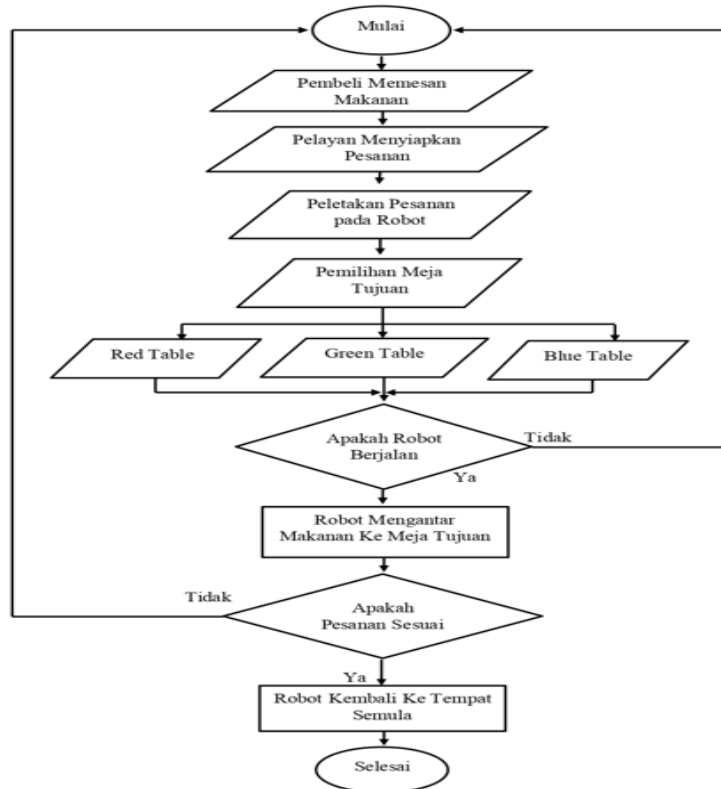 Mulai
Pembeli Memesan
Makanan
Pelayan Menyiapkan
Pesanan
Peletakan Pesanan
pada Robot
Pemilihan Meja
Tujuan
Red Table
Green Table
Blue Table
Apakah Robot
Berjalan
Tidak
Ya
Robot Mengantar
Makanan Ke Meja Tujuan
Tidak
Apakah
Pesanan Sesuai
Ya
Robot Kembali Ke Tempat
Semula
Selesai